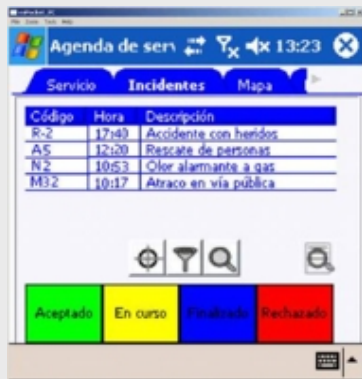 Agenda de serv 13:23
Servicio Incidentes Mapa
Código Hora Descripción
R-2 17:40 Accidente con heridos
A5 12:20 Rescate de personas
N2 10:53 Olor alarmante a gas
M32 10:17 Atraco en vía pública
Aceptado En curso Finalizado Rechazado